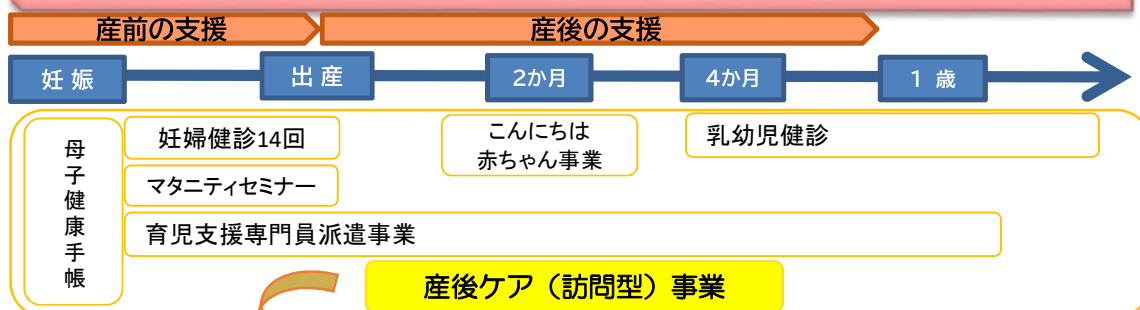 産前の支援
産後の支援
妊娠
出産
2か月
4か月
1歳
母子健康手帳
妊婦健診14回
こんにちは
赤ちゃん事業
乳幼児健診
マタニティセミナー
育児支援専門員派遣事業
産後ケア（訪問型）事業